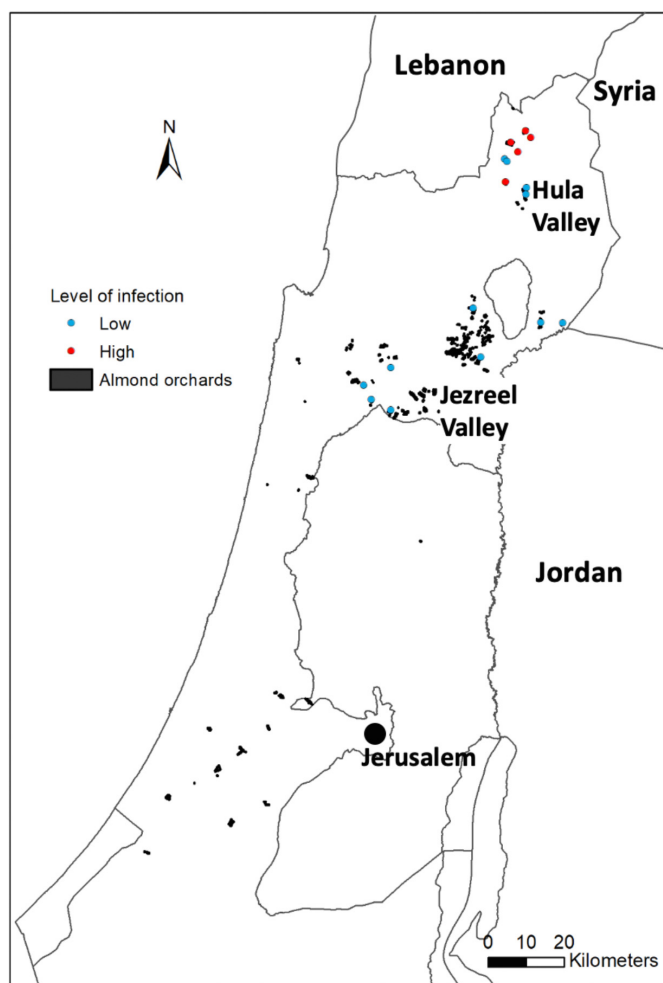 Lebanon
Syria
N
Hula
Valley
Level of infection
Low
High
Almond orchards
Jezreel
Valley
Jordan
Jerusalem
0 10 20
Kilometers